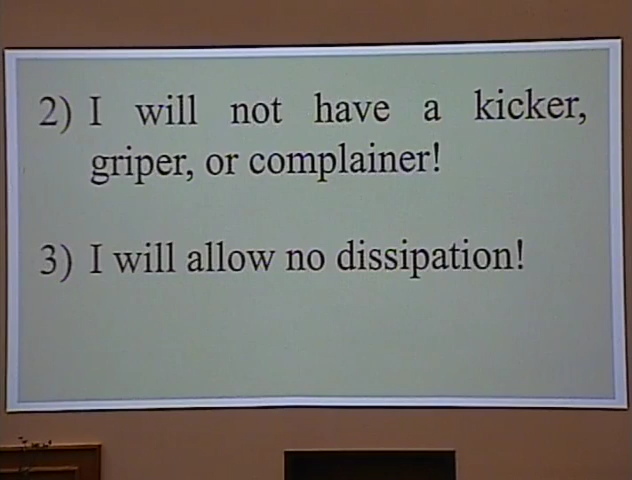 2) I will not have a kicker,
griper, or complainer!
3) I will allow no dissipation!